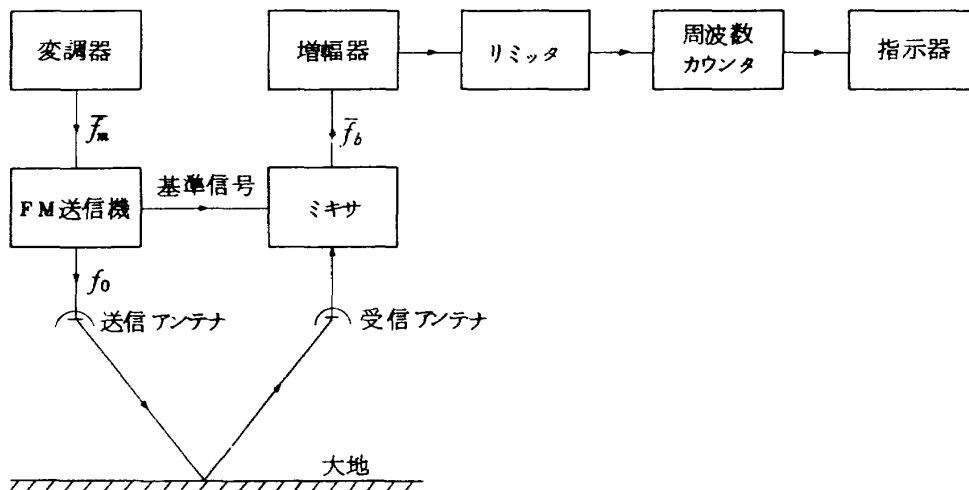 変調器
増幅器
リミッタ
周波数
カウンタ
指示器
f̄m
f̄b
FM送信機
基準信号
ミキサ
f0
送信アンテナ
受信アンテナ
大地